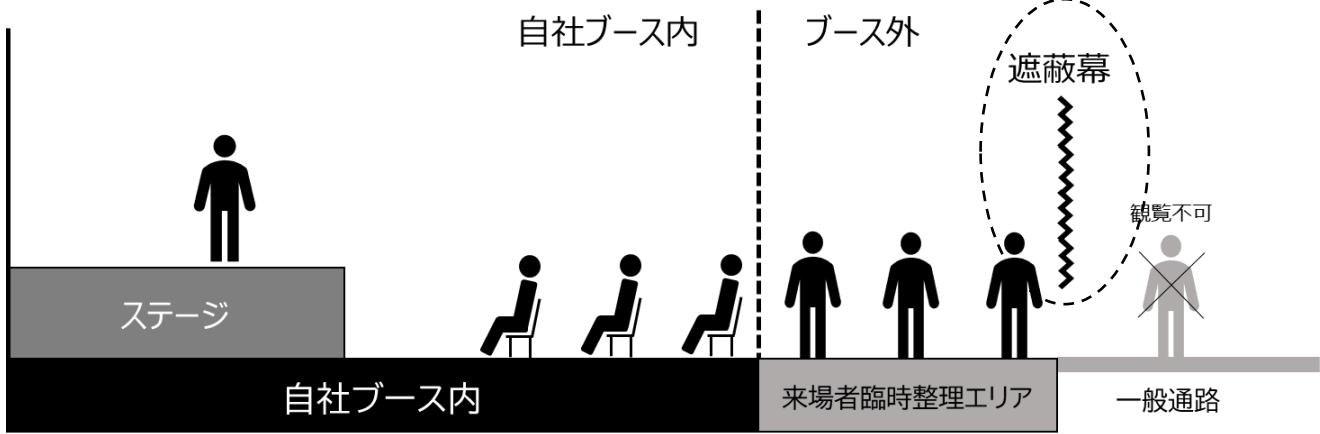 自社ブース内
ブース外
遮蔽幕
観覧不可
ステージ
自社ブース内
来場者臨時整理エリア
一般通路